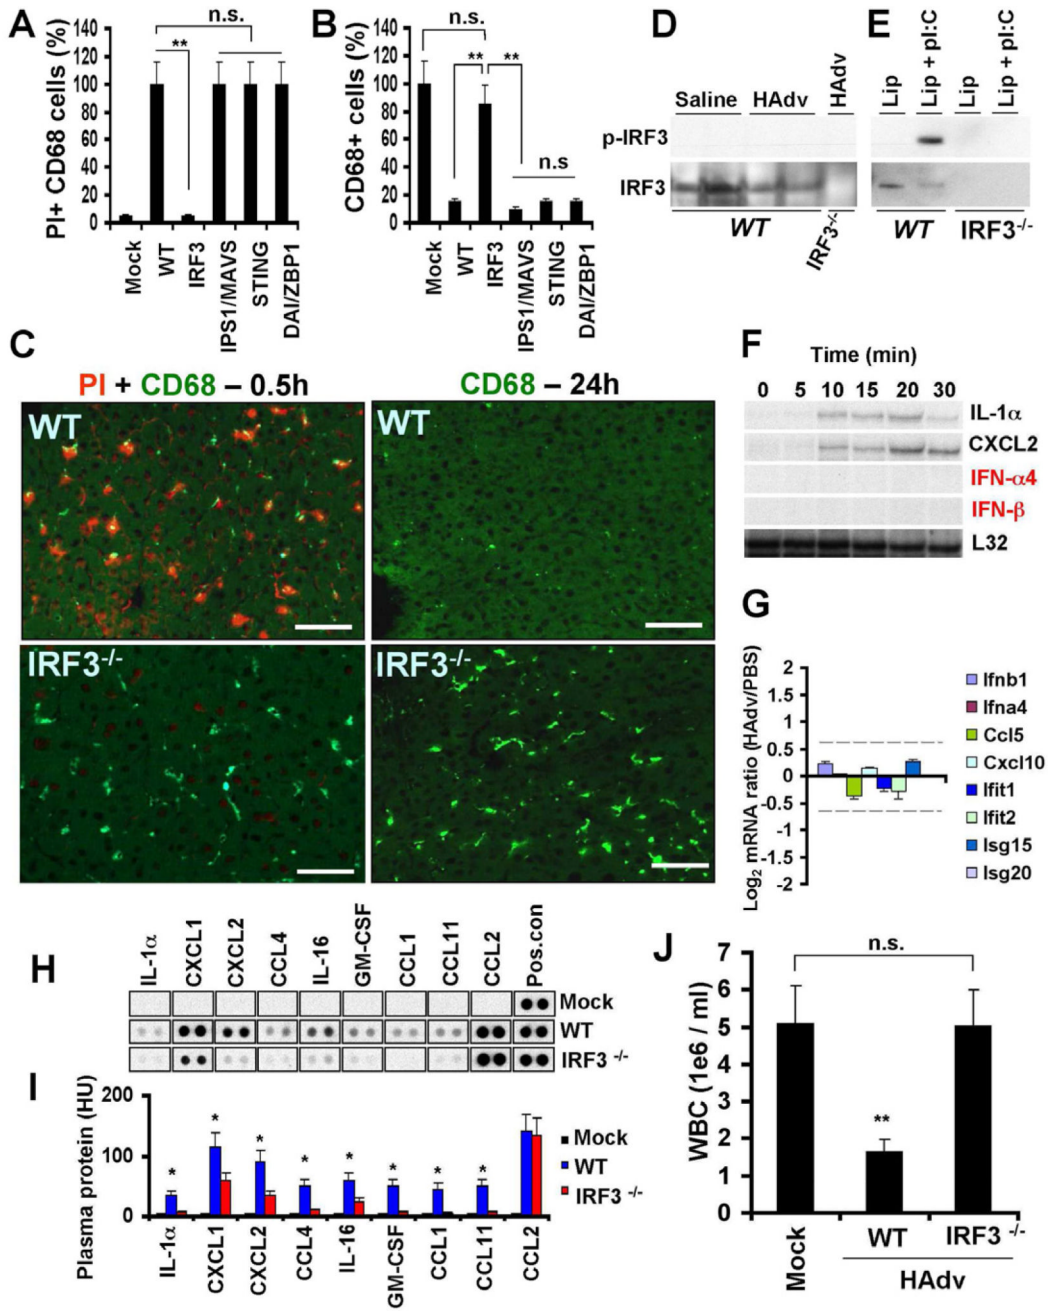 A
n.s.
**
PI+ CD68 cells (%)
140
120
100
80
60
40
20
0
Mock
WT
IRF3
IPS1/MAVS
STING
DAI/ZBP1
B
n.s.
** **
n.s
CD68+ cells (%)
140
120
100
80
60
40
20
0
Mock
WT
IRF3
IPS1/MAVS
STING
DAI/ZBP1
C
PI + CD68 – 0.5h
CD68 – 24h
WT
WT
IRF3-/-
IRF3-/-
D
Saline HAdv HAdv
p-IRF3
IRF3
WT
IRF3-/-
E
Lip
Lip + pI:C
Lip
Lip + pI:C
WT IRF3-/-
F
Time (min)
0 5 10 15 20 30
IL-1α
CXCL2
IFN-α4
IFN-β
L32
G
Log2 mRNA ratio (HAdv/PBS)
2
1.5
1
0.5
0
-0.5
-1
-1.5
-2
Ifnb1
Ifna4
Ccl5
Cxcl10
Ifit1
Ifit2
Isg15
Isg20
H
IL-1α
CXCL1
CXCL2
CCL4
IL-16
GM-CSF
CCL1
CCL11
CCL2
Pos.con
Mock
WT
IRF3 -/-
I
Plasma protein (HU)
200
100
0
* * * * * * * *
Mock
WT
IRF3 -/-
IL-1α
CXCL1
CXCL2
CCL4
IL-16
GM-CSF
CCL1
CCL11
CCL2
J
n.s.
**
WBC (1e6 / ml)
7
6
5
4
3
2
1
0
Mock
WT
IRF3 -/-
HAdv